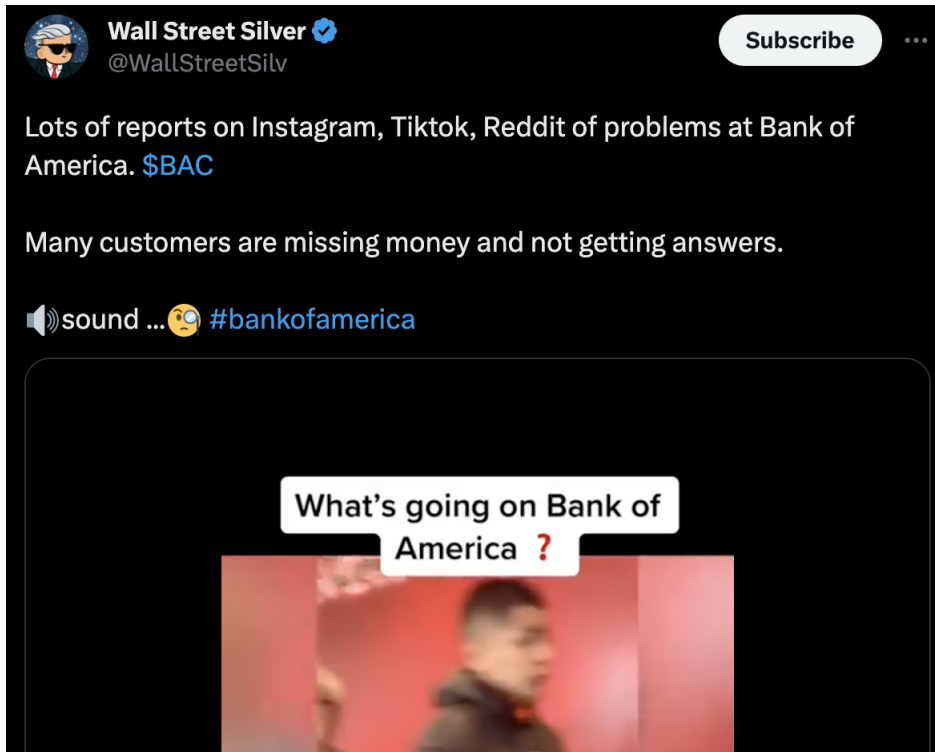 Wall Street Silver
@WallStreetSilv
Subscribe
Lots of reports on Instagram, Tiktok, Reddit of problems at Bank of
America. $BAC
Many customers are missing money and not getting answers.
🔊sound ...🧐 #bankofamerica
What's going on Bank of
America ❓